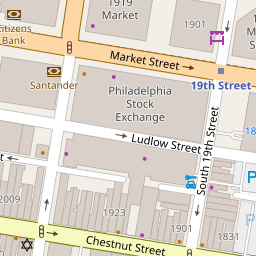 1919
Market
1901
Citizens
Bank
Market Street
Santander
19th Street
Philadelphia
Stock
Exchange
Ludlow Street
South 19th Street
P
P
2009
1923
Chestnut Street
1901
1831